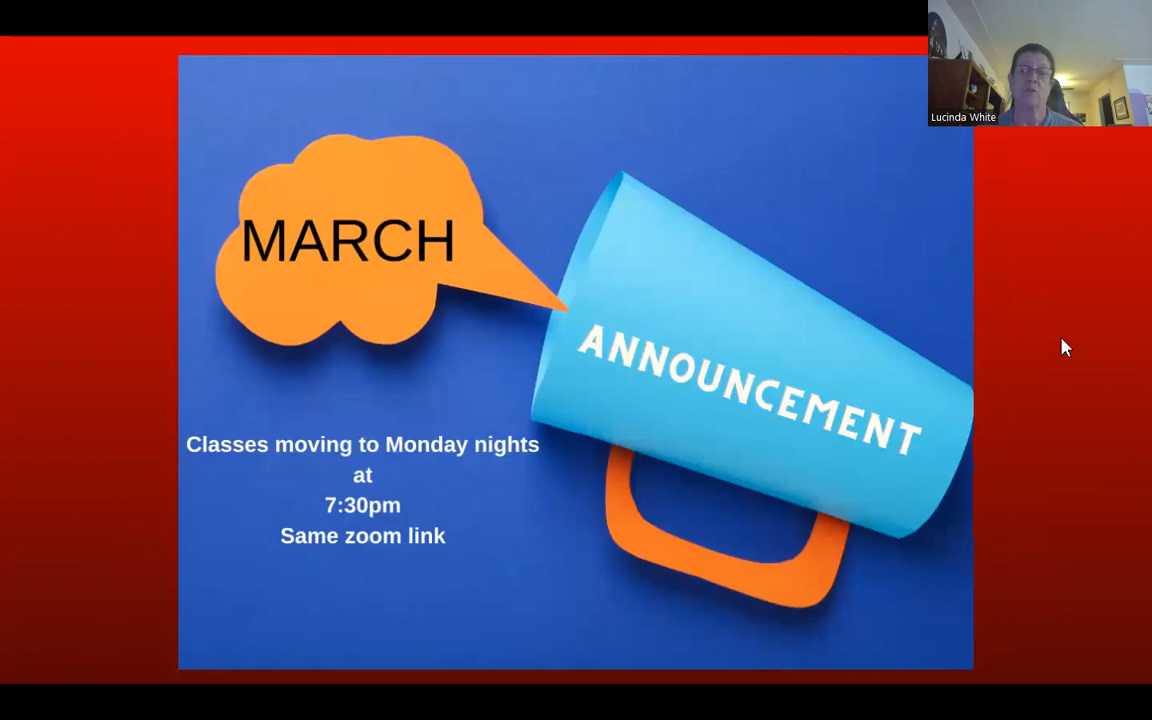 Lucinda White
MARCH
ANNOUNCEMENT
Classes moving to Monday nights
at
7:30pm
Same zoom link